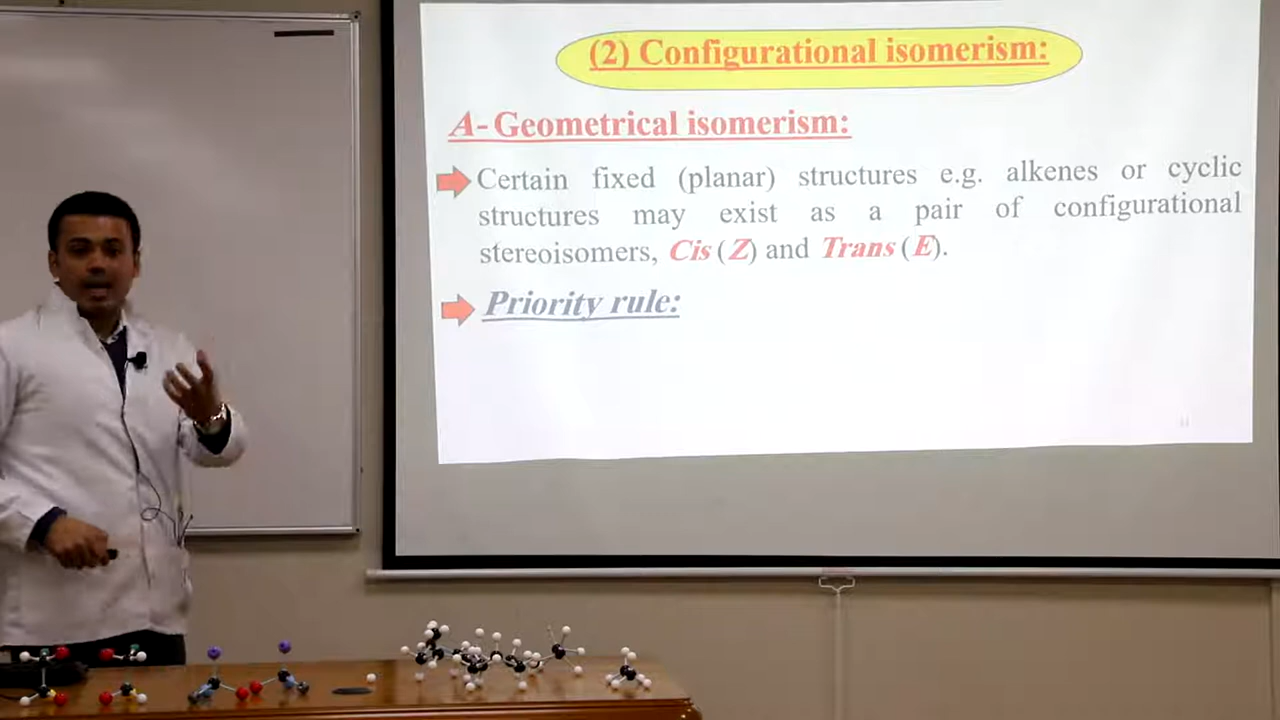 (2) Configurational isomerism:
A- Geometrical isomerism:
Certain fixed (planar) structures e.g. alkenes or cyclic
structures may exist as a pair of configurational
stereoisomers, Cis (Z) and Trans (E).
Priority rule: